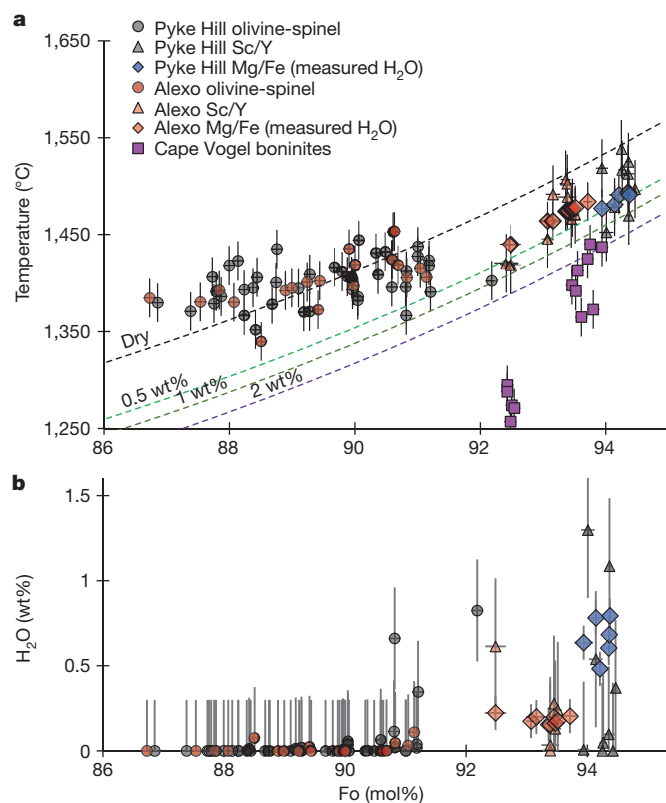 a
Pyke Hill olivine-spinel
Pyke Hill Sc/Y
Pyke Hill Mg/Fe (measured H₂O)
Alexo olivine-spinel
Alexo Sc/Y
Alexo Mg/Fe (measured H₂O)
Cape Vogel boninites
1,650
1,550
1,450
1,350
1,250
Temperature (°C)
Dry
0.5 wt%
1 wt%
2 wt%
86
88
90
92
94
b
1.5
1
0.5
0
H₂O (wt%)
86
88
90
92
94
Fo (mol%)